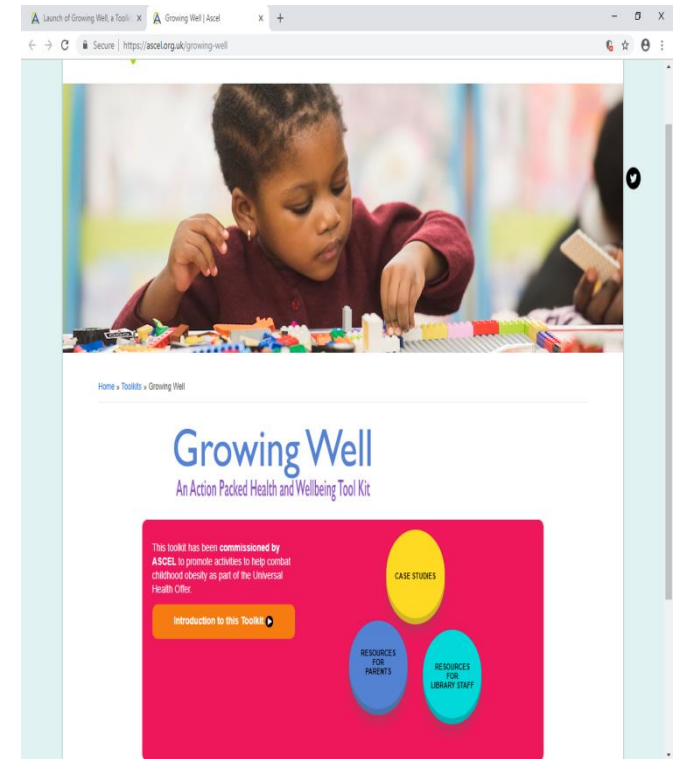 Launch of Growing Well, a Toolki
Growing Well | Ascel
Secure | https://ascel.org.uk/growing-well
Home » Toolkits » Growing Well
Growing Well
An Action Packed Health and Wellbeing Tool Kit
This toolkit has been commissioned by
ASCEL to promote activities to help combat
childhood obesity as part of the Universal
Health Offer.
Introduction to this Toolkit
CASE STUDIES
RESOURCES
FOR
PARENTS
RESOURCES
FOR
LIBRARY STAFF